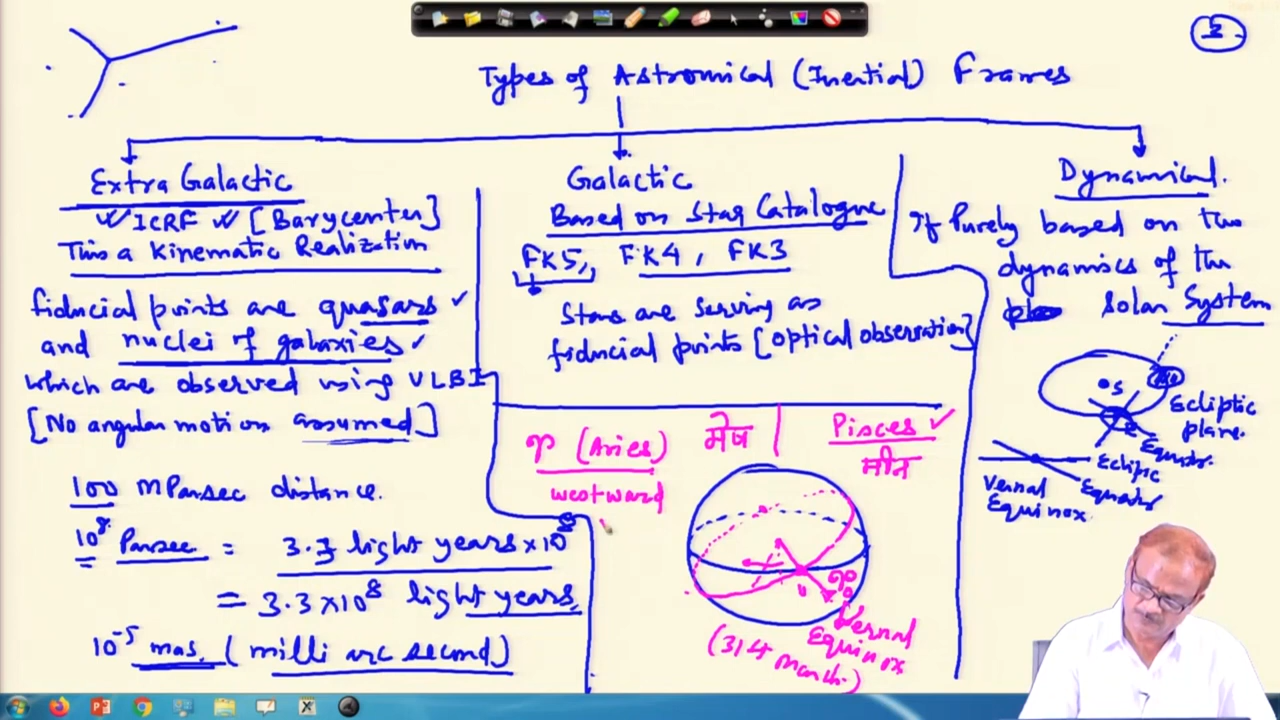 2
Types of Astromical (Inertial) Frames
Extra Galactic
ICRF [Barycenter]
This a Kinematic Realization
fiducial points are quasars ✓
and nuclei of galaxies ✓
which are observed using VLBI
[No angular motion assumed]
100 mParsec distance.
10⁸ Parsec = 3.3 light years × 10⁸
= 3.3 × 10⁸ light years
10⁻⁵ mas. (milli arc second)
Galactic
Based on Star Catalogue
FK5, FK4, FK3
Stars are serving as
fiducial points [optical observation]
♈ (Aries) मेष
westward
Pisces ✓
मीन
♈
Vernal
Equinox
(31st March.)
Dynamical.
If Purely based on the
dynamics of the
Solar System
S
E
Ecliptic
plane.
Equator.
Ecliptic
Equator
Vernal
Equinox.